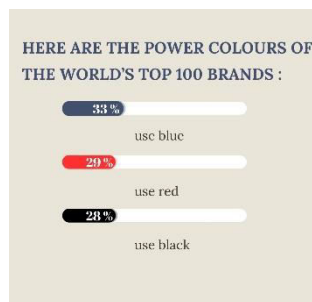 HERE ARE THE POWER COLOURS OF
THE WORLD'S TOP 100 BRANDS :
33 %
use blue
29 %
use red
28 %
use black